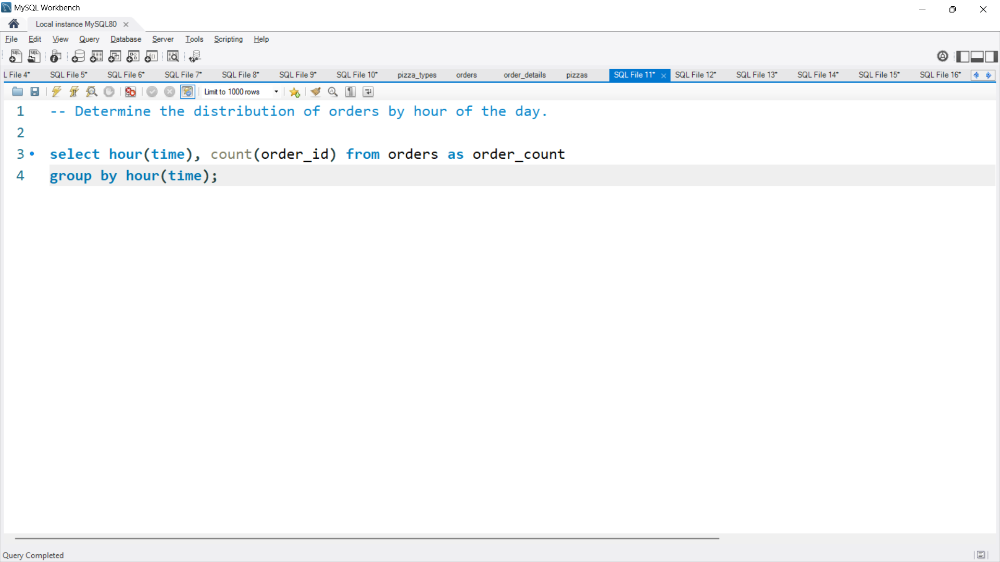 MySQL Workbench
Local instance MySQL80
File Edit View Query Database Server Tools Scripting Help
L File 4* SQL File 5* SQL File 6* SQL File 7* SQL File 8* SQL File 9* SQL File 10* pizza_types orders order_details pizzas SQL File 11* SQL File 12* SQL File 13* SQL File 14* SQL File 15* SQL File 16*
Limit to 1000 rows
1 -- Determine the distribution of orders by hour of the day.
2
3 select hour(time), count(order_id) from orders as order_count
4 group by hour(time);
Query Completed